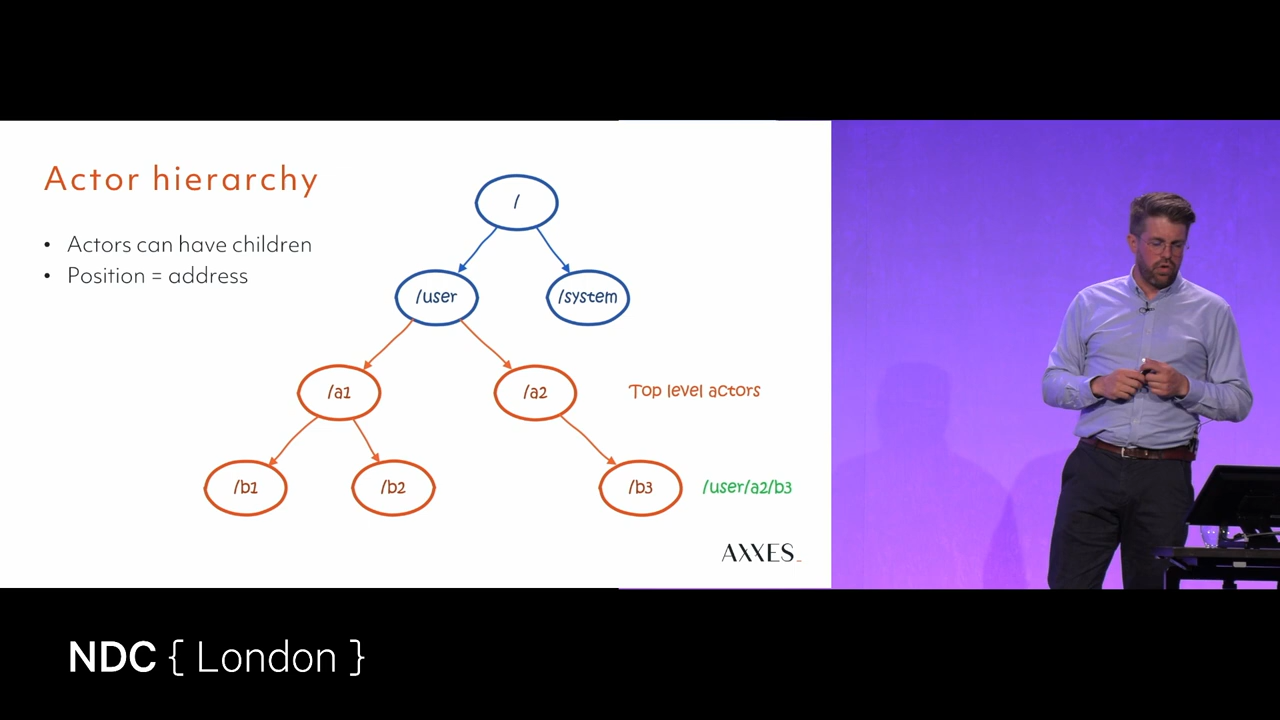 Actor hierarchy
• Actors can have children
• Position = address
/
/user
/system
/a1
/a2
Top level actors
/b1
/b2
/b3
/user/a2/b3
AXXES_
NDC { London }